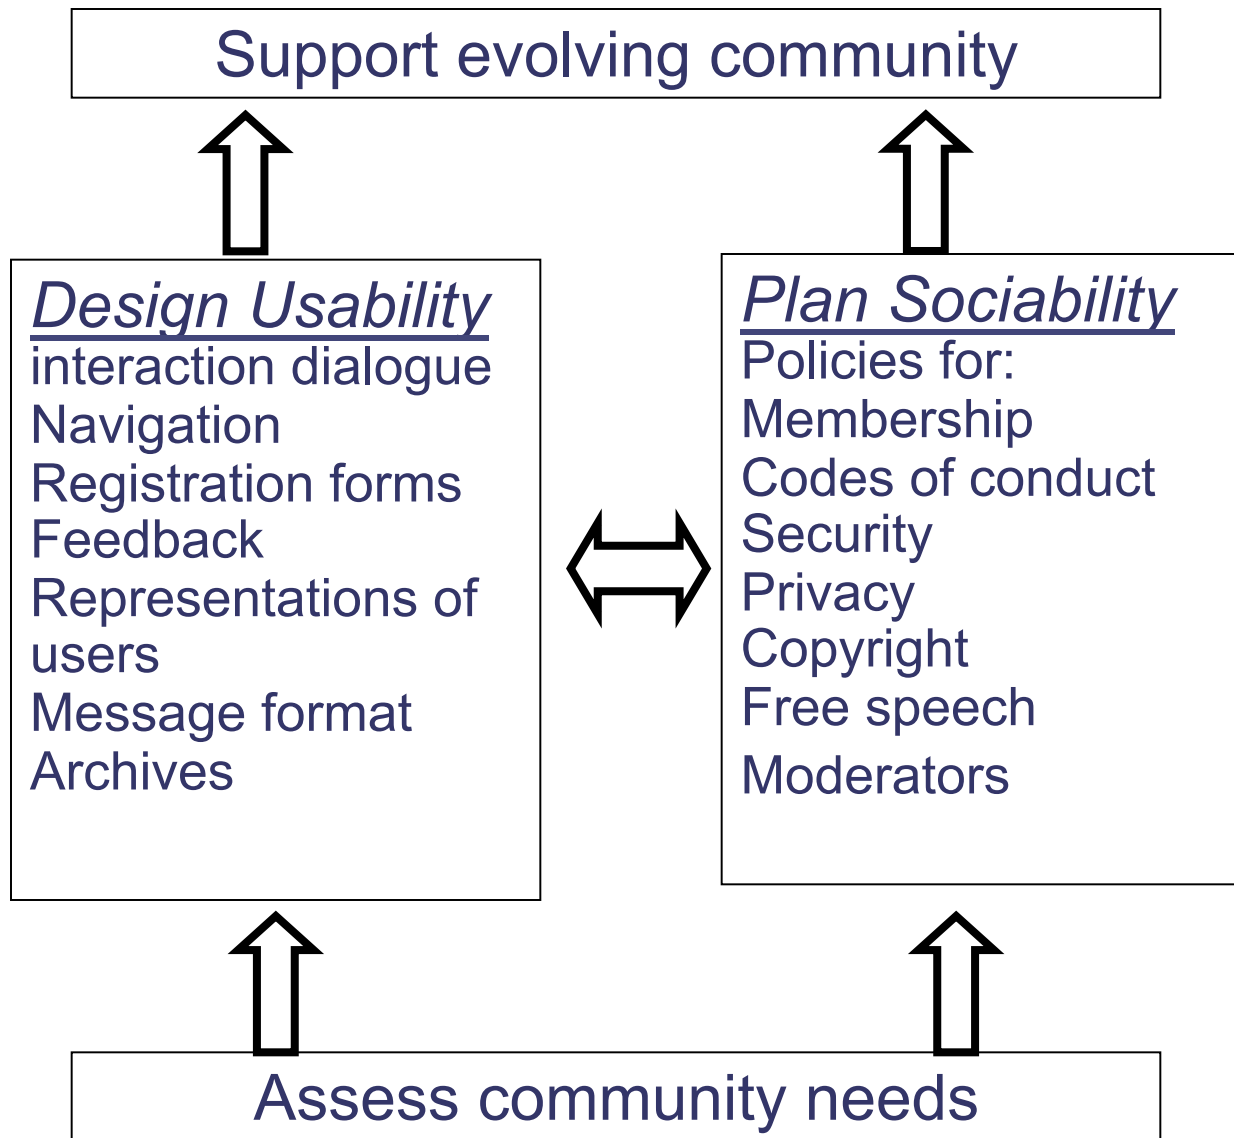 Support evolving community
Design Usability
interaction dialogue
Navigation
Registration forms
Feedback
Representations of
users
Message format
Archives
Plan Sociability
Policies for:
Membership
Codes of conduct
Security
Privacy
Copyright
Free speech
Moderators
Assess community needs